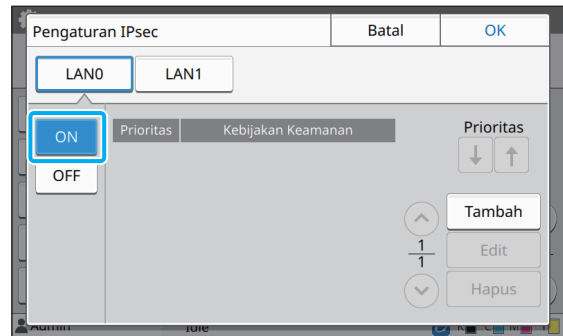 Pengaturan IPsec Batal OK
LAN0 LAN1
ON
OFF
Prioritas Kebijakan Keamanan
Prioritas
Tambah
1
1
Edit
Hapus
Admin Idle K C M